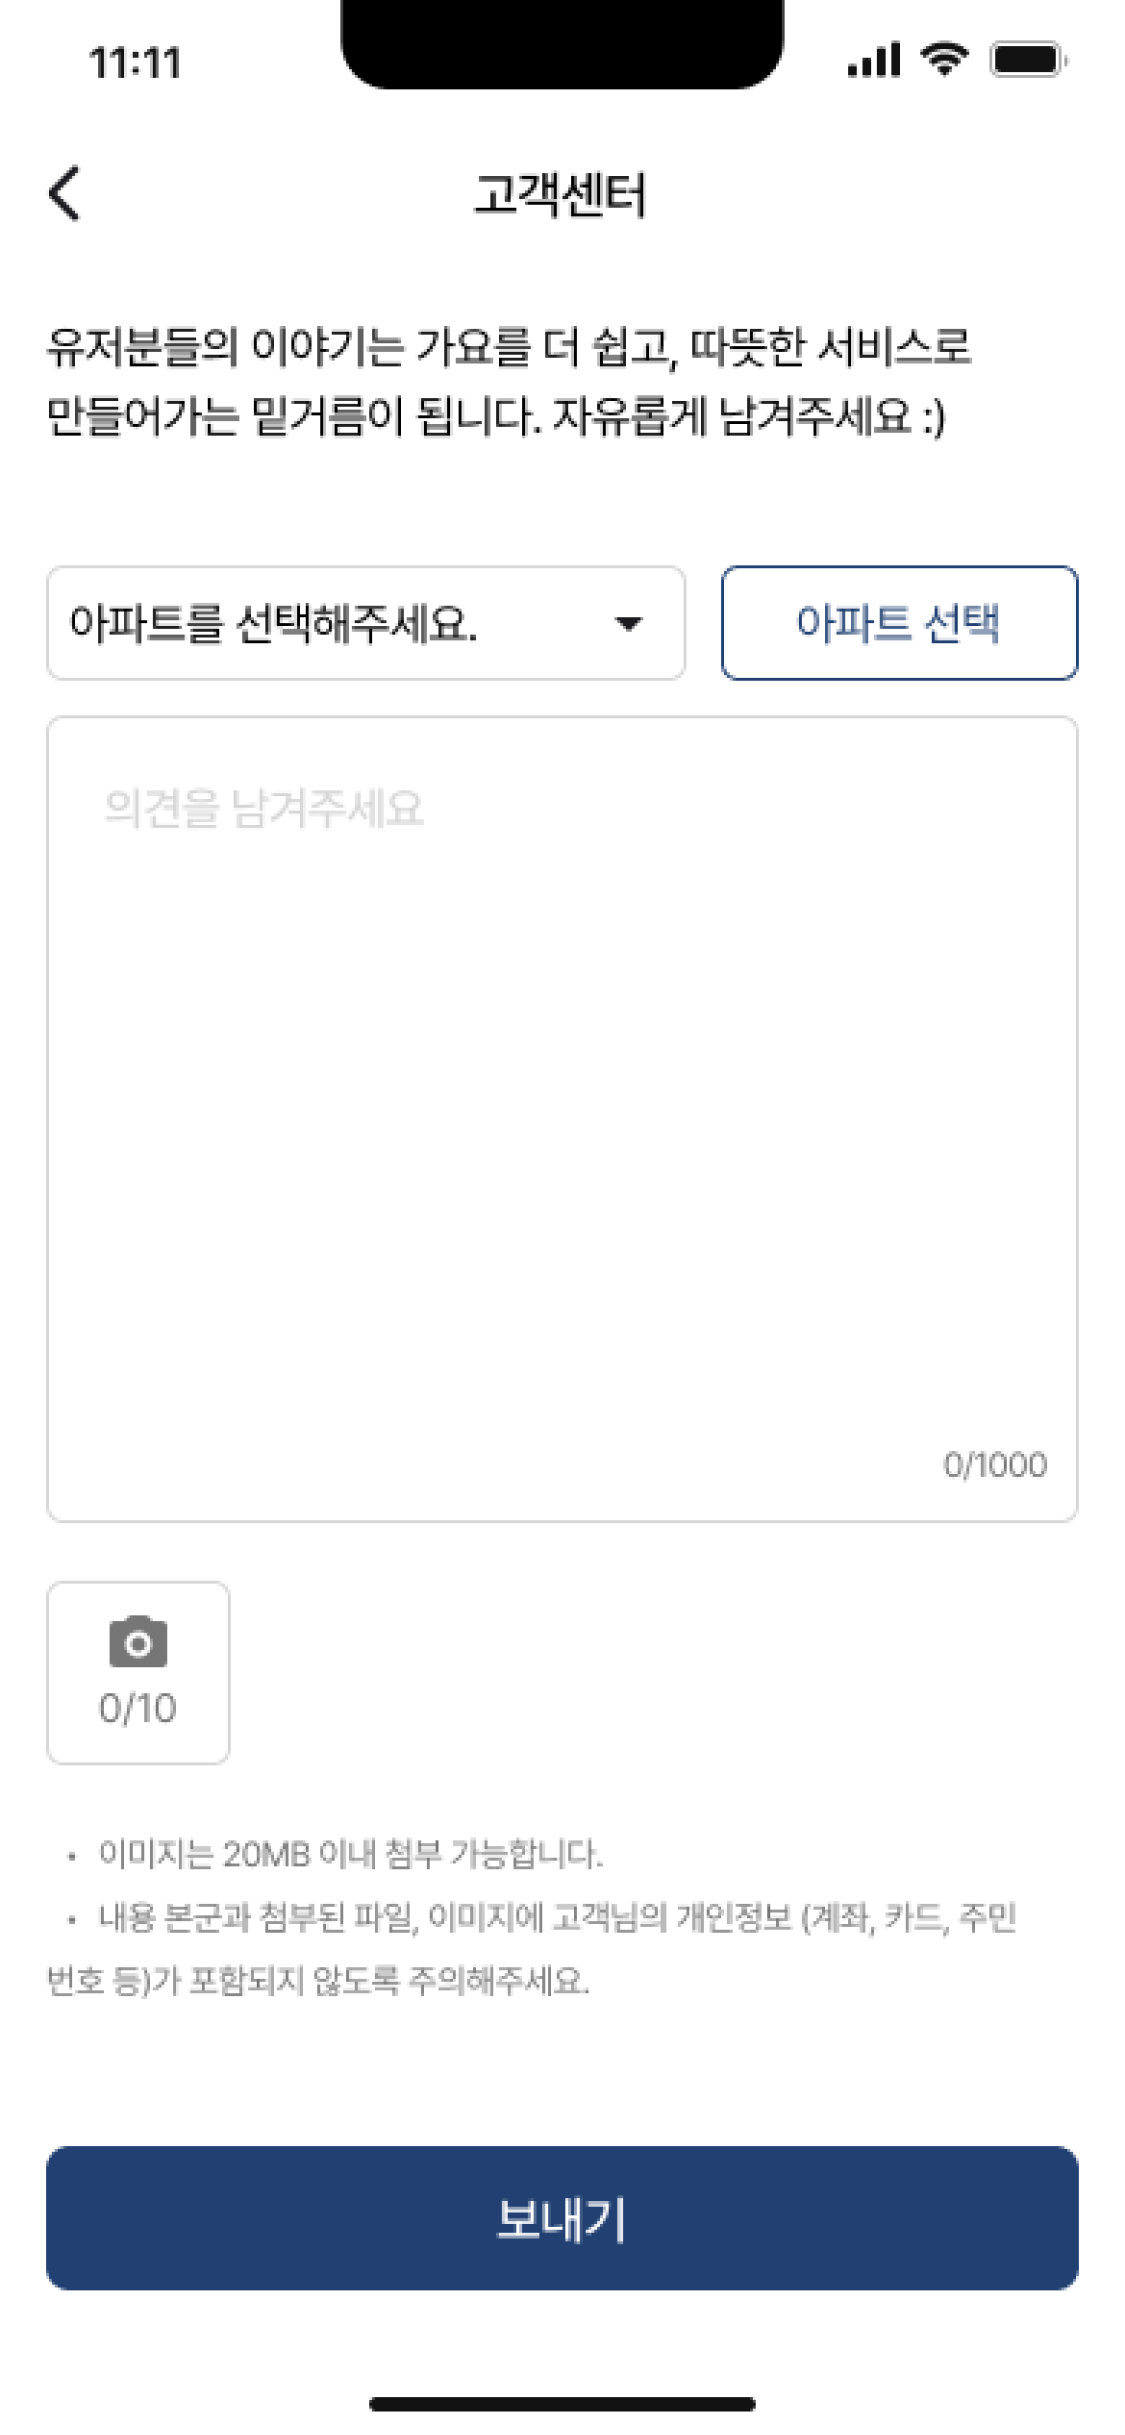 11:11
고객센터
유저분들의 이야기는 가요를 더 쉽고, 따뜻한 서비스로
만들어가는 밑거름이 됩니다. 자유롭게 남겨주세요 :)
아파트를 선택해주세요.
아파트 선택
의견을 남겨주세요
0/1000
0/10
• 이미지는 20MB 이내 첨부 가능합니다.
• 내용 본군과 첨부된 파일, 이미지에 고객님의 개인정보 (계좌, 카드, 주민
번호 등)가 포함되지 않도록 주의해주세요.
보내기